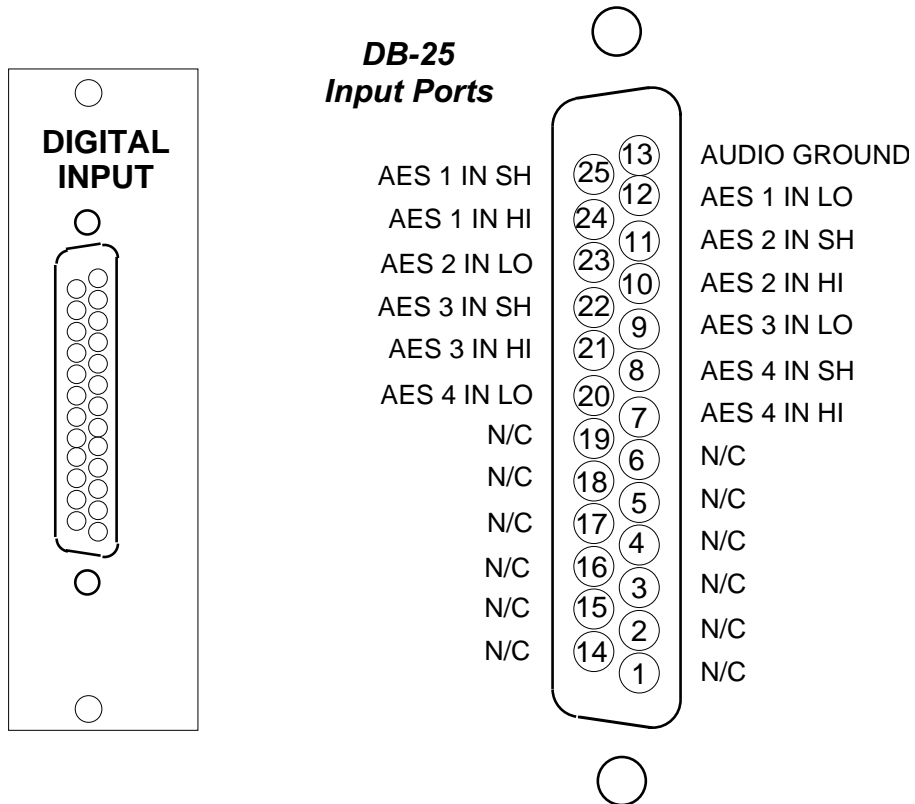 DB-25
Input Ports
DIGITAL
INPUT
AES 1 IN SH
AES 1 IN HI
AES 2 IN LO
AES 3 IN SH
AES 3 IN HI
AES 4 IN LO
N/C
N/C
N/C
N/C
N/C
N/C
25
24
23
22
21
20
19
18
17
16
15
14
13
12
11
10
9
8
7
6
5
4
3
2
1
AUDIO GROUND
AES 1 IN LO
AES 2 IN SH
AES 2 IN HI
AES 3 IN LO
AES 4 IN SH
AES 4 IN HI
N/C
N/C
N/C
N/C
N/C
N/C